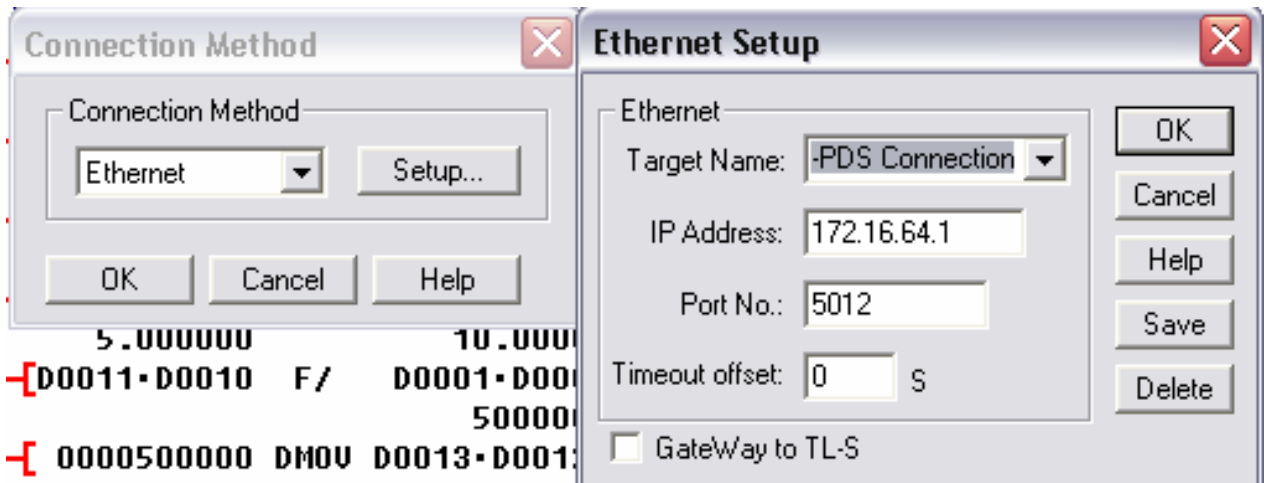 Connection Method
Connection Method
Ethernet
Setup...
OK Cancel Help
5.000000 10.000
D0011·D0010 F/ D0001·D00
50000
0000500000 DMOV D0013·D001
Ethernet Setup
Ethernet
Target Name: -PDS Connection
IP Address: 172.16.64.1
Port No.: 5012
Timeout offset: 0 S
GateWay to TL-S
OK
Cancel
Help
Save
Delete